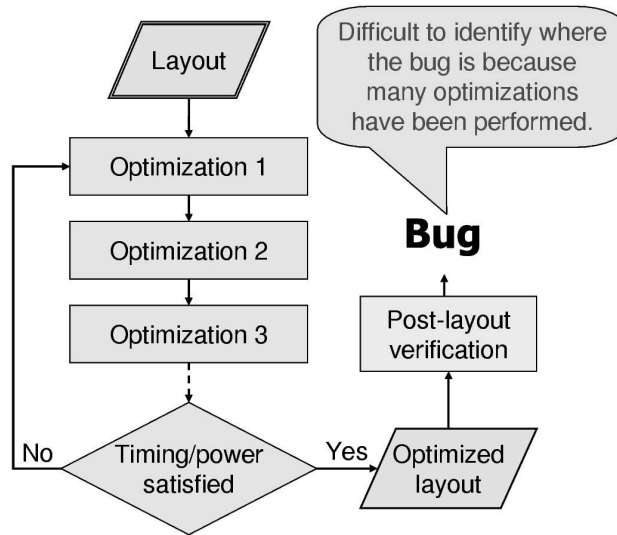 Layout
Optimization 1
Optimization 2
Optimization 3
Timing/power
satisfied
No
Yes
Optimized
layout
Post-layout
verification
Bug
Difficult to identify where
the bug is because
many optimizations
have been performed.